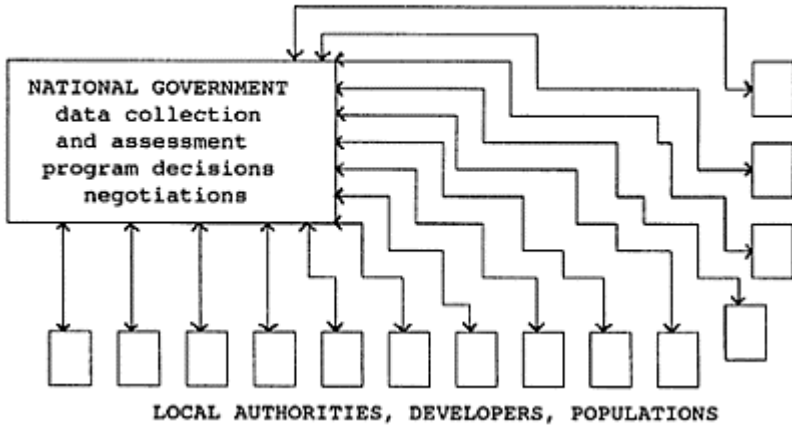 NATIONAL GOVERNMENT
data collection
and assessment
program decisions
negotiations
LOCAL AUTHORITIES, DEVELOPERS, POPULATIONS